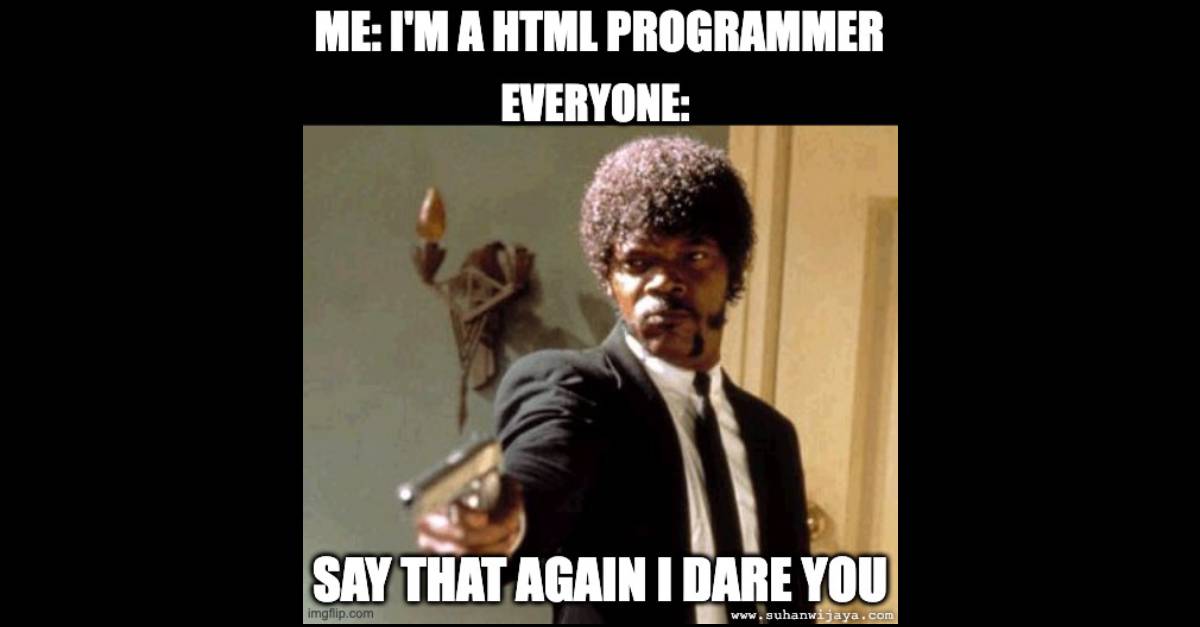 ME: I'M A HTML PROGRAMMER
EVERYONE:
SAY THAT AGAIN I DARE YOU
imgflip.com
www.suhanwijaya.com